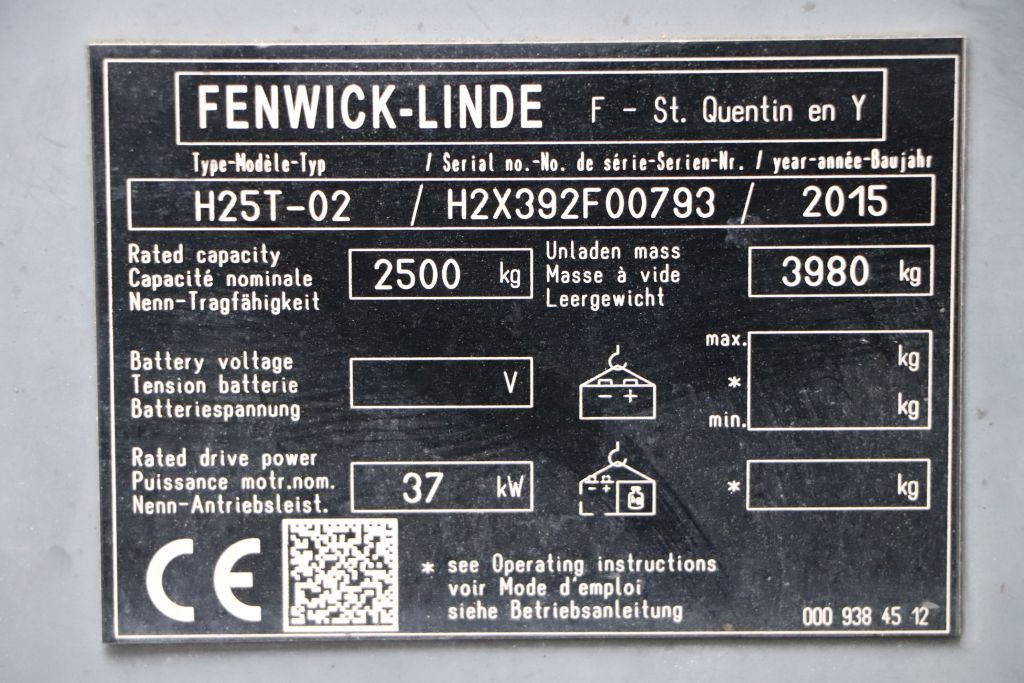 FENWICK-LINDE F - St. Quentin en Y
Type-Modèle-Typ / Serial no.-No. de série-Serien-Nr. / year-année-Baujahr
H25T-02 / H2X392F00793 / 2015
Rated capacity
Capacité nominale
Nenn-Tragfähigkeit
2500 kg
Unladen mass
Masse à vide
Leergewicht
3980 kg
Battery voltage
Tension batterie
Batteriespannung
V
- +
max.
*
min.
kg
kg
Rated drive power
Puissance motr.nom.
Nenn-Antriebsleist.
37 kW
- +
* kg
CE
* see Operating instructions
voir Mode d'emploi
siehe Betriebsanleitung
000 938 45 12